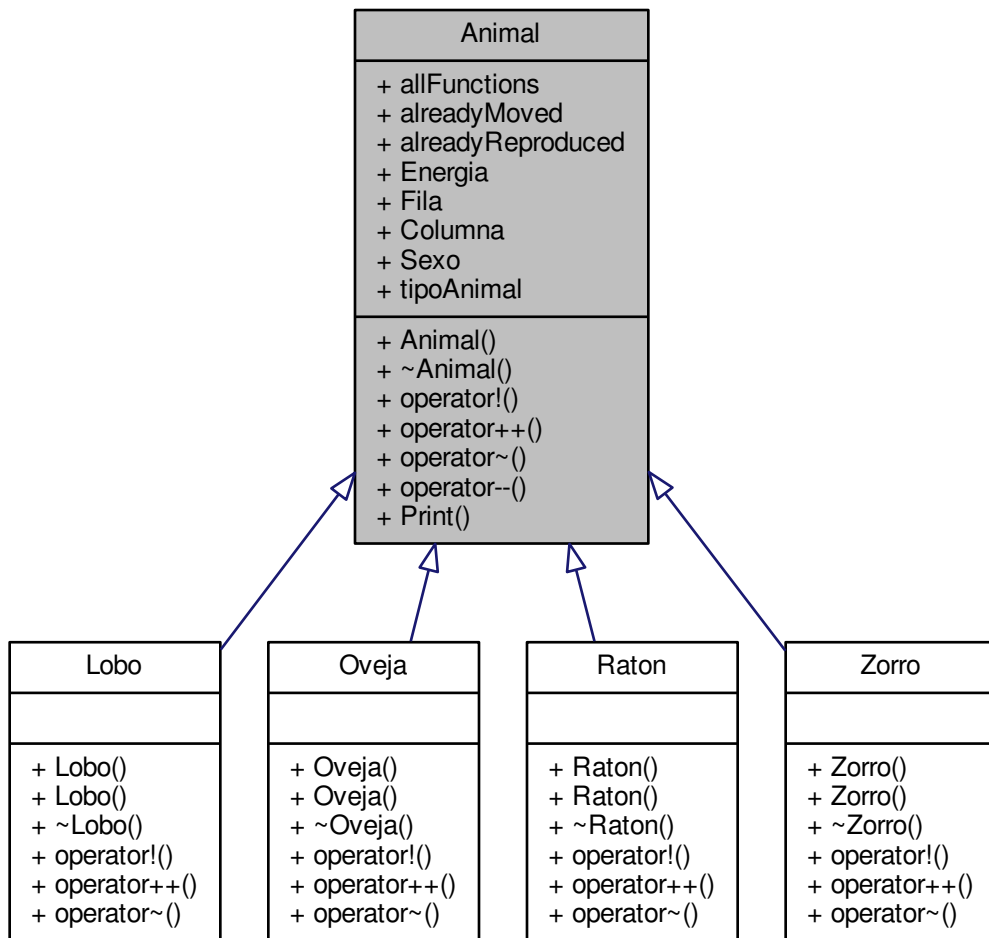 Animal
+ allFunctions
+ alreadyMoved
+ alreadyReproduced
+ Energia
+ Fila
+ Columna
+ Sexo
+ tipoAnimal
+ Animal()
+ ~Animal()
+ operator!()
+ operator++()
+ operator~()
+ operator--()
+ Print()
Lobo
+ Lobo()
+ Lobo()
+ ~Lobo()
+ operator!()
+ operator++()
+ operator~()
Oveja
+ Oveja()
+ Oveja()
+ ~Oveja()
+ operator!()
+ operator++()
+ operator~()
Raton
+ Raton()
+ Raton()
+ ~Raton()
+ operator!()
+ operator++()
+ operator~()
Zorro
+ Zorro()
+ Zorro()
+ ~Zorro()
+ operator!()
+ operator++()
+ operator~()